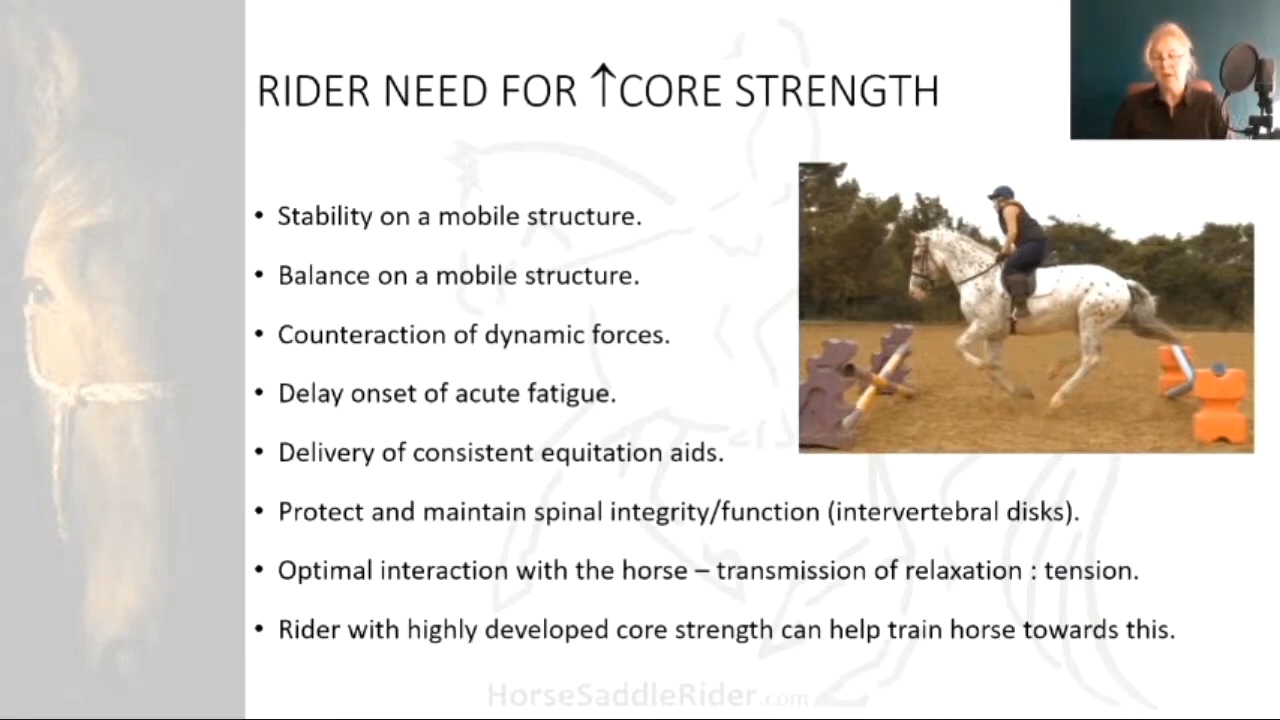 RIDER NEED FOR ↑CORE STRENGTH
• Stability on a mobile structure.
• Balance on a mobile structure.
• Counteraction of dynamic forces.
• Delay onset of acute fatigue.
• Delivery of consistent equitation aids.
• Protect and maintain spinal integrity/function (intervertebral disks).
• Optimal interaction with the horse – transmission of relaxation : tension.
• Rider with highly developed core strength can help train horse towards this.
HorseSaddleRider.com